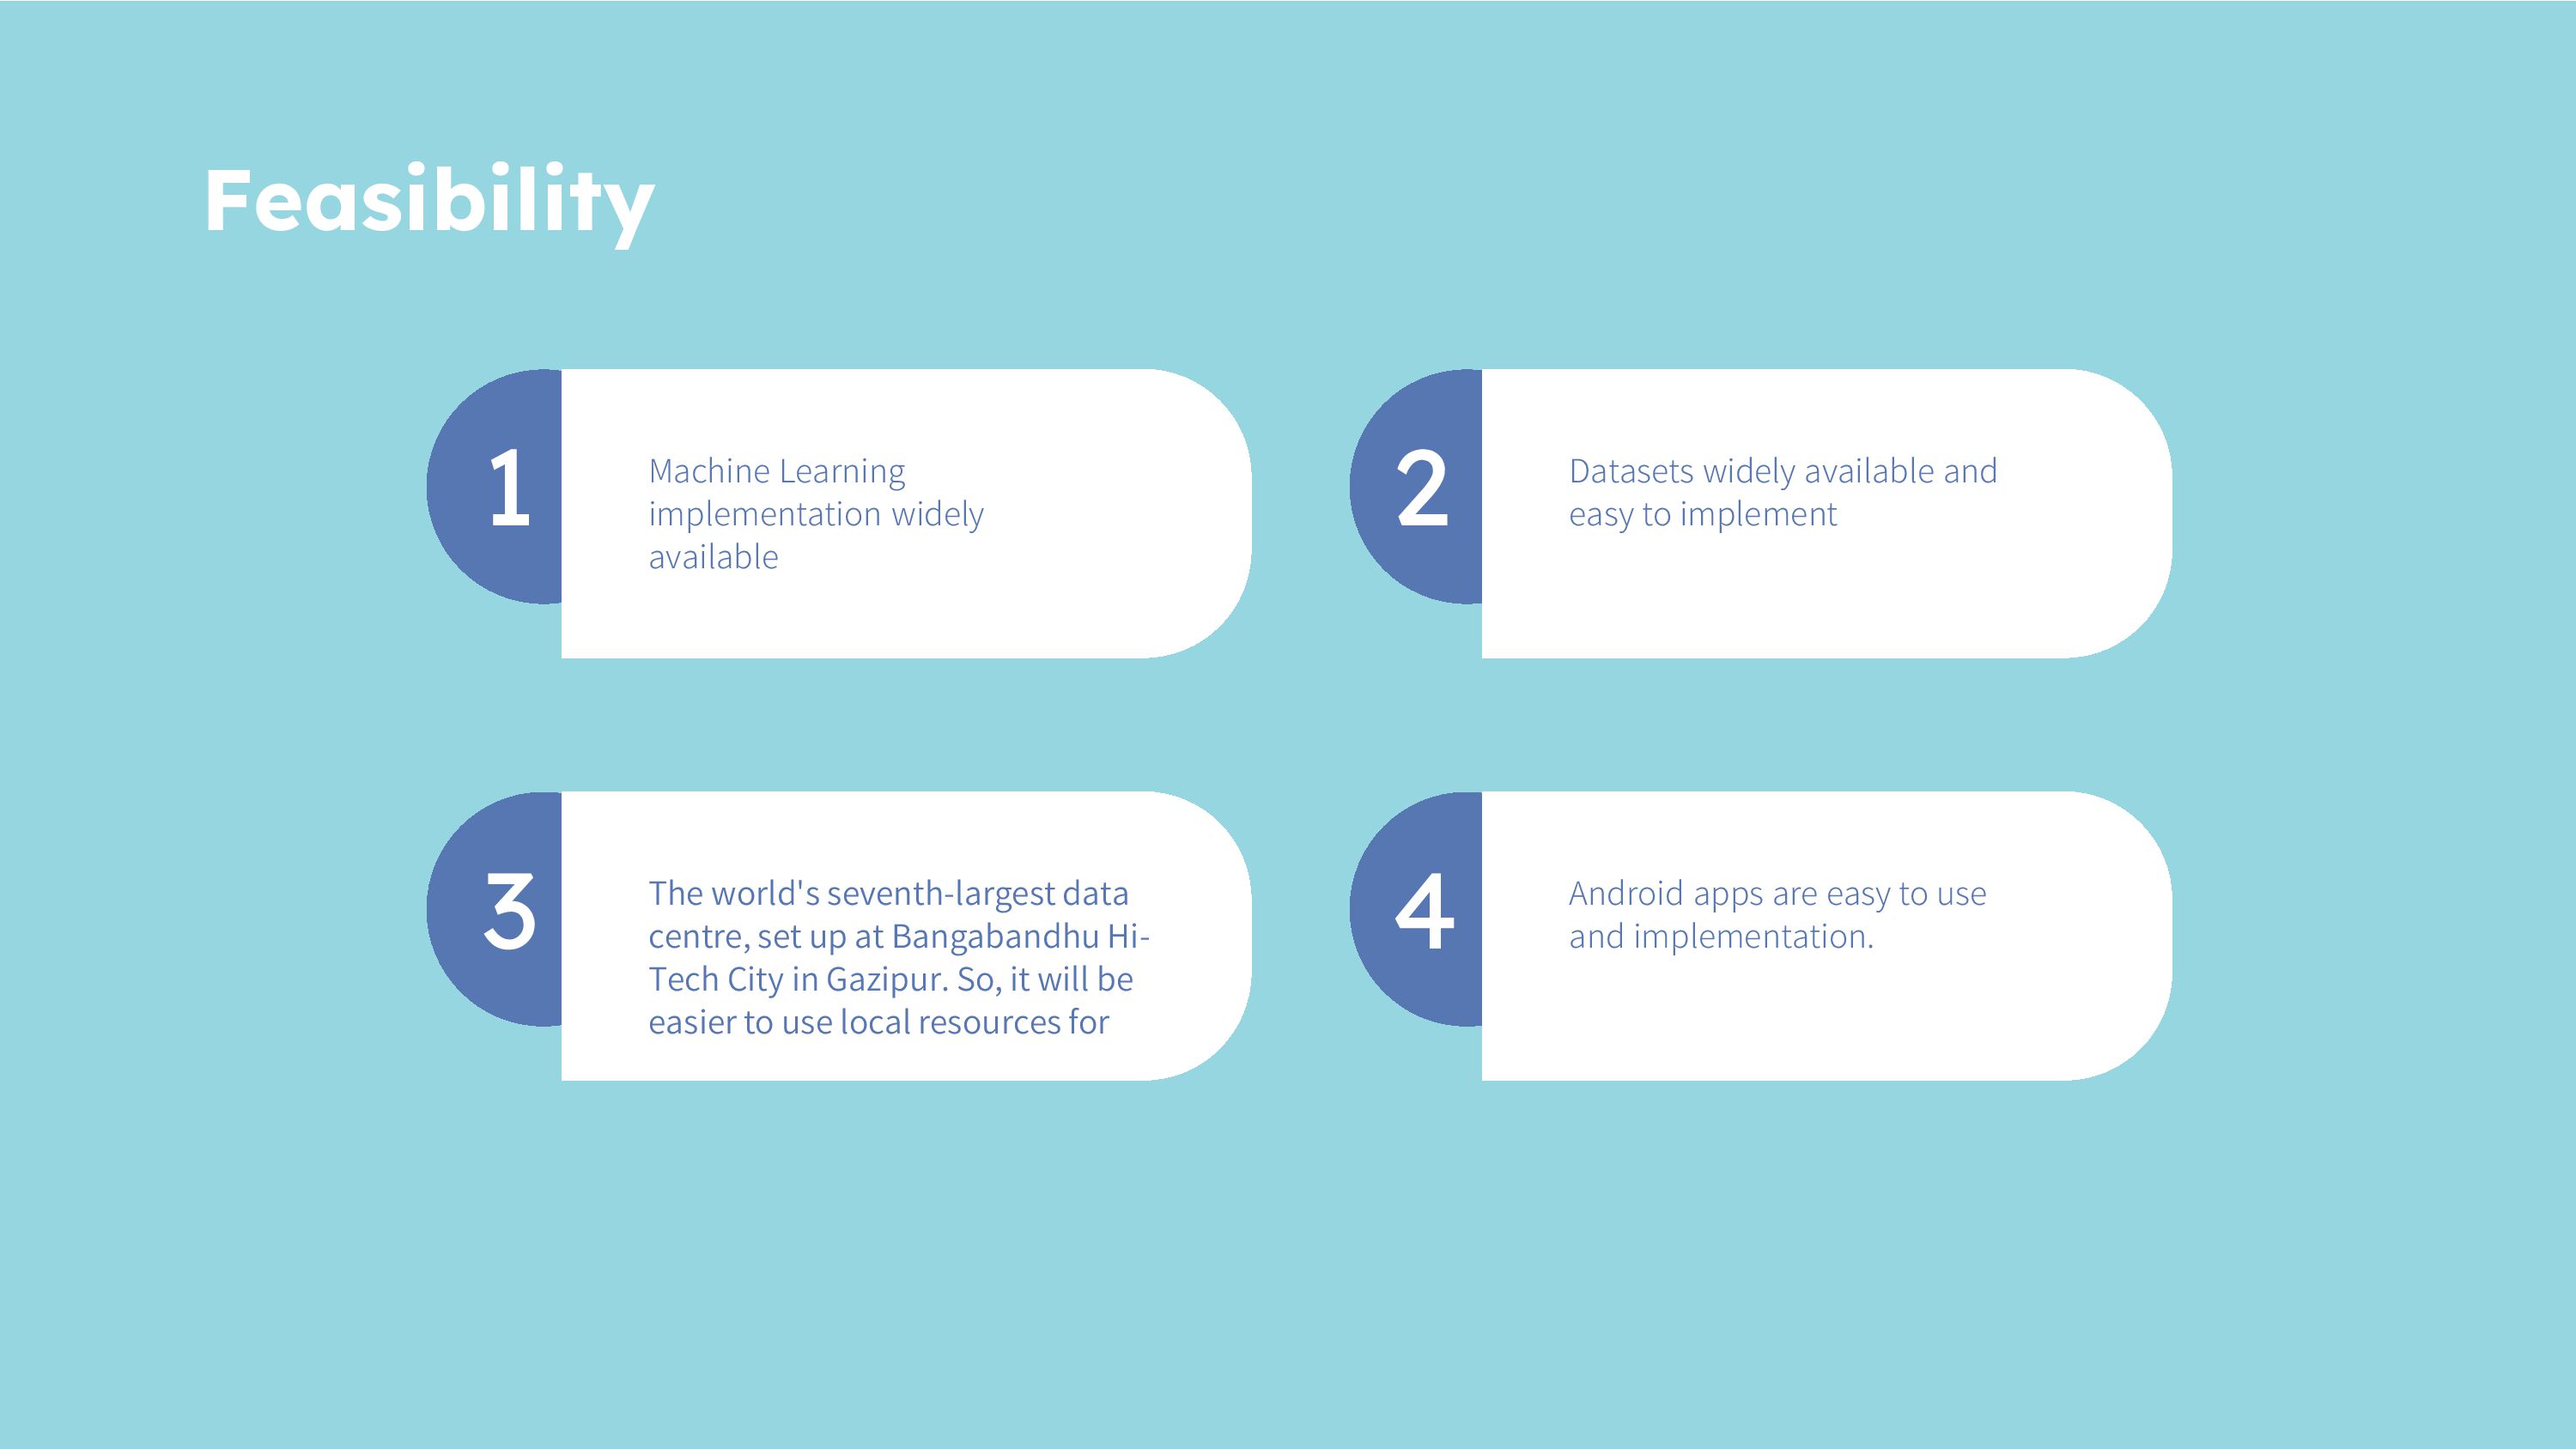 Feasibility
1
Machine Learning
implementation widely
available
2
Datasets widely available and
easy to implement
3
The world's seventh-largest data
centre, set up at Bangabandhu Hi-
Tech City in Gazipur. So, it will be
easier to use local resources for
4
Android apps are easy to use
and implementation.